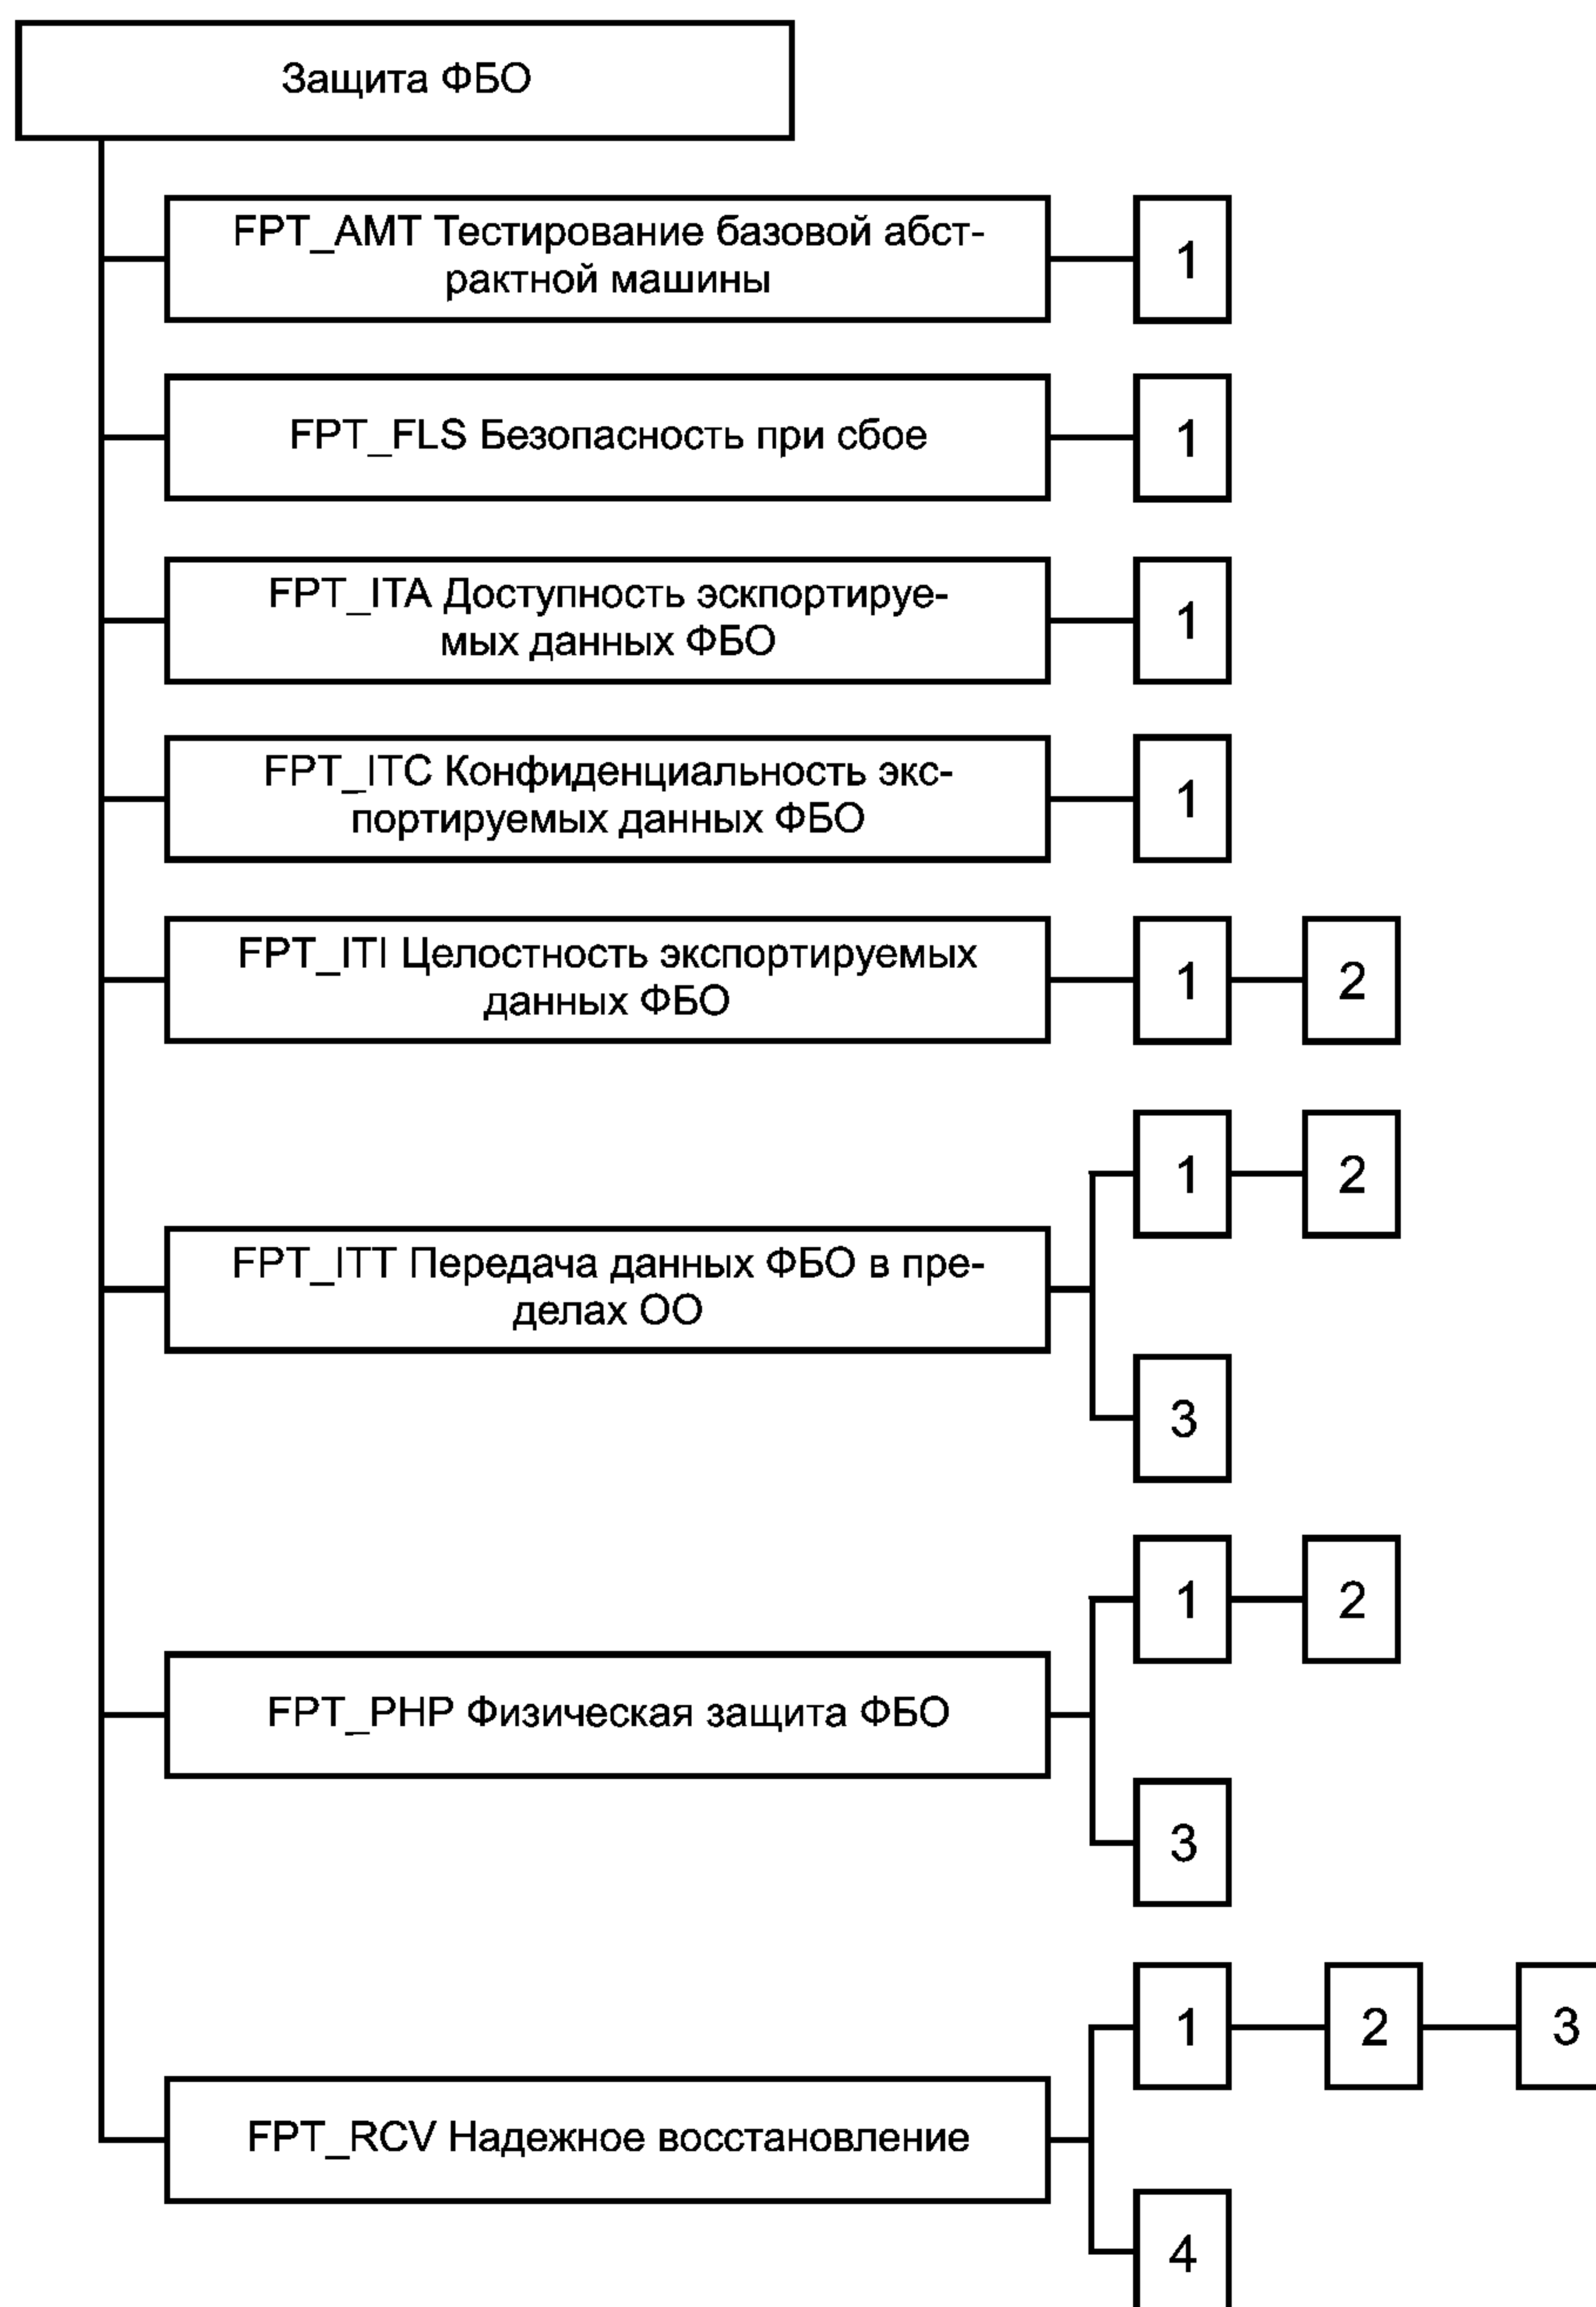 Защита ФБО
FPT_AMT Тестирование базовой абст-
рактной машины
1
FPT_FLS Безопасность при сбое
1
FPT_ITA Доступность эскпортируе-
мых данных ФБО
1
FPT_ITC Конфиденциальность экс-
портируемых данных ФБО
1
FPT_ITI Целостность экспортируемых
данных ФБО
1 2
1 2
FPT_ITT Передача данных ФБО в пре-
делах ОО
3
1 2
FPT_PHP Физическая защита ФБО
3
1 2 3
FPT_RCV Надежное восстановление
4